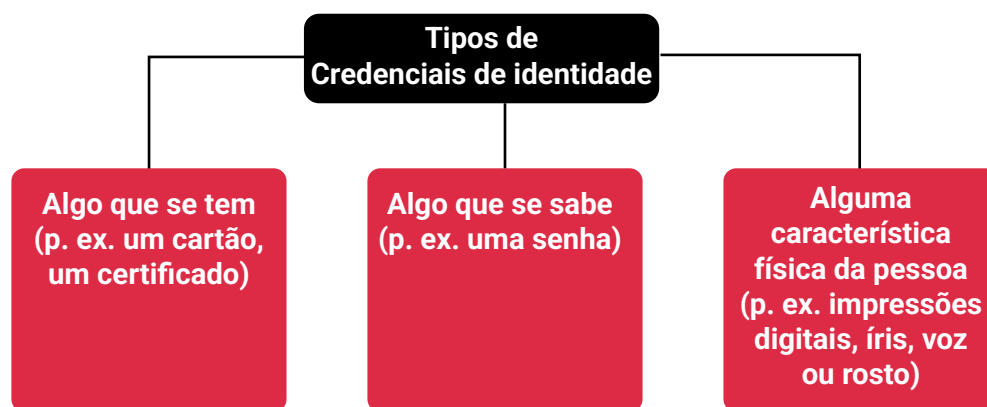 Tipos de
Credenciais de identidade
Algo que se tem
(p. ex. um cartão,
um certificado)
Algo que se sabe
(p. ex. uma senha)
Alguma
característica
física da pessoa
(p. ex. impressões
digitais, íris, voz
ou rosto)